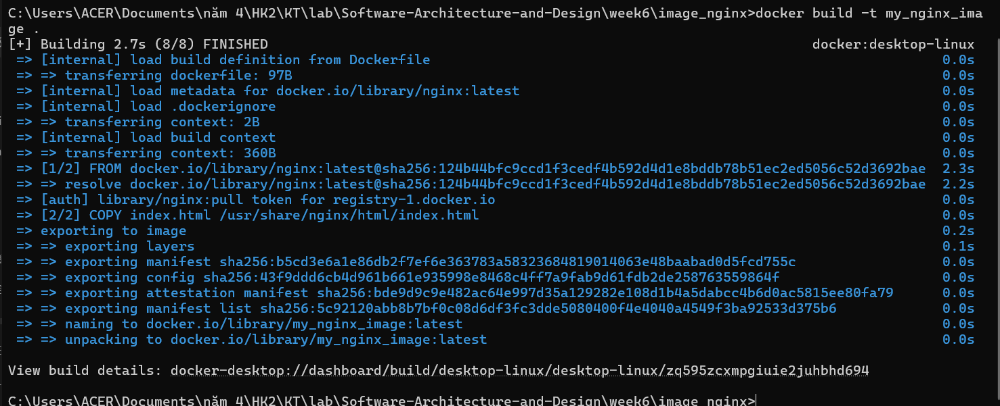 C:\Users\ACER\Documents\năm 4\HK2\KT\lab\Software-Architecture-and-Design\week6\image_nginx>docker build -t my_nginx_ima
ge .
[+] Building 2.7s (8/8) FINISHED docker:desktop-linux
=> [internal] load build definition from Dockerfile 0.0s
=> => transferring dockerfile: 97B 0.0s
=> [internal] load metadata for docker.io/library/nginx:latest 0.0s
=> [internal] load .dockerignore 0.0s
=> => transferring context: 2B 0.0s
=> [internal] load build context 0.0s
=> => transferring context: 360B 0.0s
=> [1/2] FROM docker.io/library/nginx:latest@sha256:124b44bfc9ccd1f3cedf4b592d4d1e8bddb78b51ec2ed5056c52d3692bae 2.3s
=> => resolve docker.io/library/nginx:latest@sha256:124b44bfc9ccd1f3cedf4b592d4d1e8bddb78b51ec2ed5056c52d3692bae 2.2s
=> [auth] library/nginx:pull token for registry-1.docker.io 0.0s
=> [2/2] COPY index.html /usr/share/nginx/html/index.html 0.0s
=> exporting to image 0.2s
=> => exporting layers 0.1s
=> => exporting manifest sha256:b5cd3e6a1e86db2f7ef6e363783a58323684819014063e48baabad0d5fcd755c 0.0s
=> => exporting config sha256:43f9ddd6cb4d961b661e935998e8468c4ff7a9fab9d61fdb2de258763559864f 0.0s
=> => exporting attestation manifest sha256:bde9d9c9e482ac64e997d35a129282e108d1b4a5dabcc4b6d0ac5815ee80fa79 0.0s
=> => exporting manifest list sha256:5c92120abb8b7bf0c08d6df3fc3dde5080400f4e4040a4549f3ba92533d375b6 0.0s
=> => naming to docker.io/library/my_nginx_image:latest 0.0s
=> => unpacking to docker.io/library/my_nginx_image:latest 0.0s
View build details: docker-desktop://dashboard/build/desktop-linux/desktop-linux/zq595zcxmpgiuie2juhbhd694
C:\Users\ACER\Documents\năm 4\HK2\KT\lab\Software-Architecture-and-Design\week6\image_nginx>